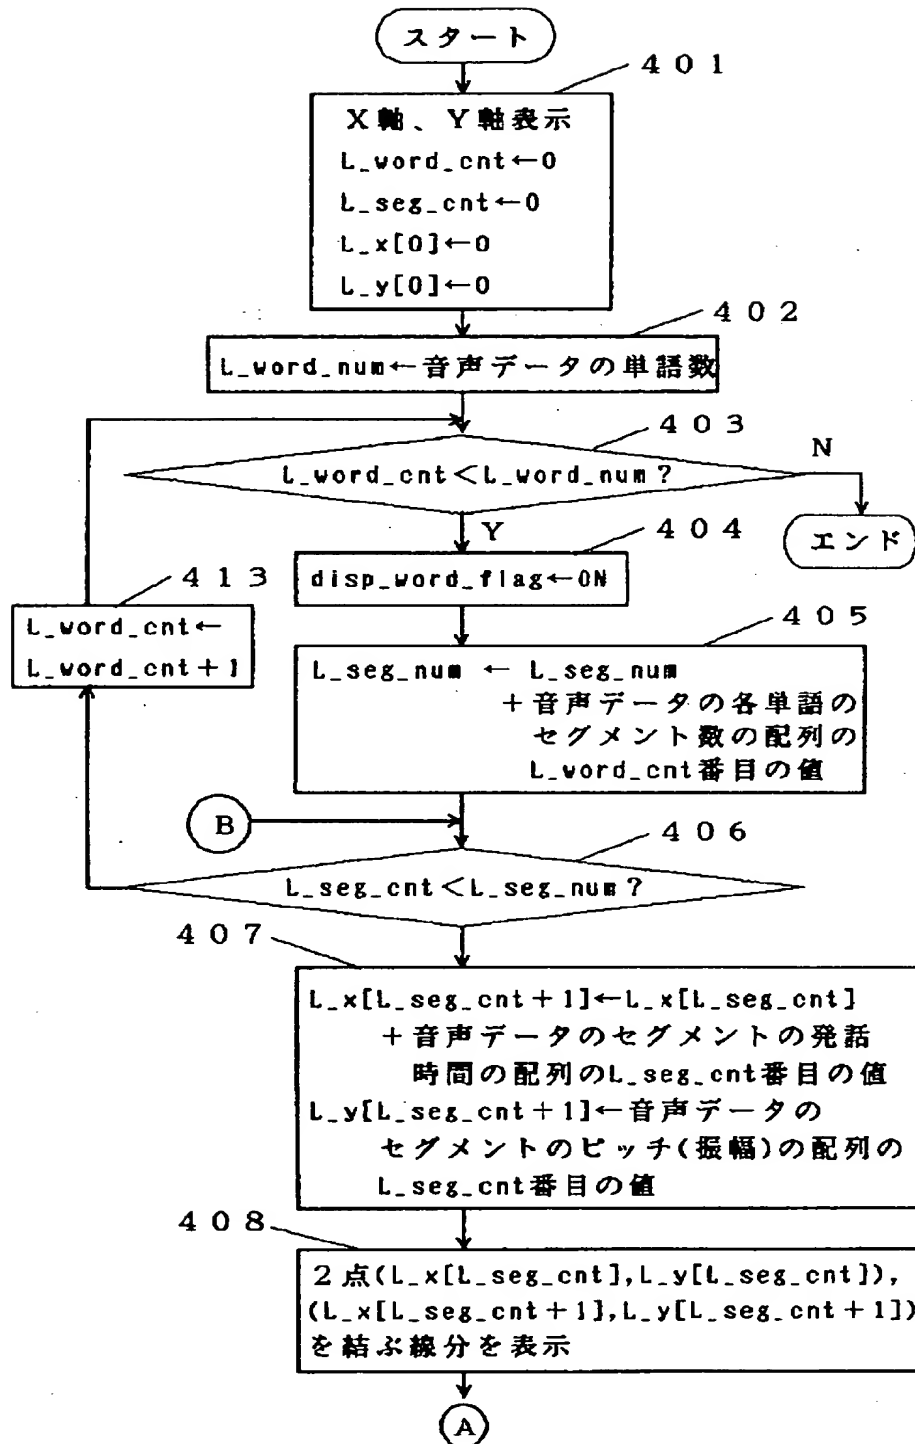 スタート
401
X軸、Y軸表示
L_word_cnt←0
L_seg_cnt←0
L_x[0]←0
L_y[0]←0
402
L_word_num←音声データの単語数
403
L_word_cnt<L_word_num?
N
エンド
Y
404
disp_word_flag←ON
413
L_word_cnt←
L_word_cnt+1
405
L_seg_num ← L_seg_num
+音声データの各単語の
セグメント数の配列の
L_word_cnt番目の値
B
406
L_seg_cnt<L_seg_num?
407
L_x[L_seg_cnt+1]←L_x[L_seg_cnt]
+音声データのセグメントの発話
時間の配列のL_seg_cnt番目の値
L_y[L_seg_cnt+1]←音声データの
セグメントのピッチ(振幅)の配列の
L_seg_cnt番目の値
408
2点(L_x[L_seg_cnt],L_y[L_seg_cnt]),
(L_x[L_seg_cnt+1],L_y[L_seg_cnt+1])
を結ぶ線分を表示
A